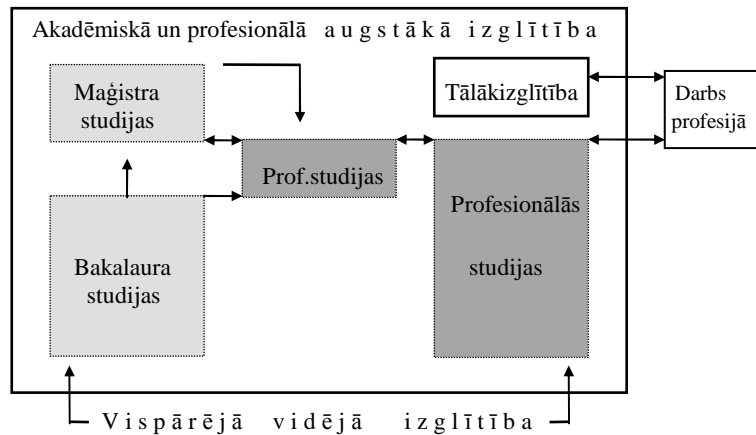 Akadēmiskā un profesionālā augstākā izglītība
Maģistra
studijas
Tālākizglītība
Darbs
profesijā
Prof.studijas
Profesionālās
studijas
Bakalaura
studijas
Vispārējā vidējā izglītība